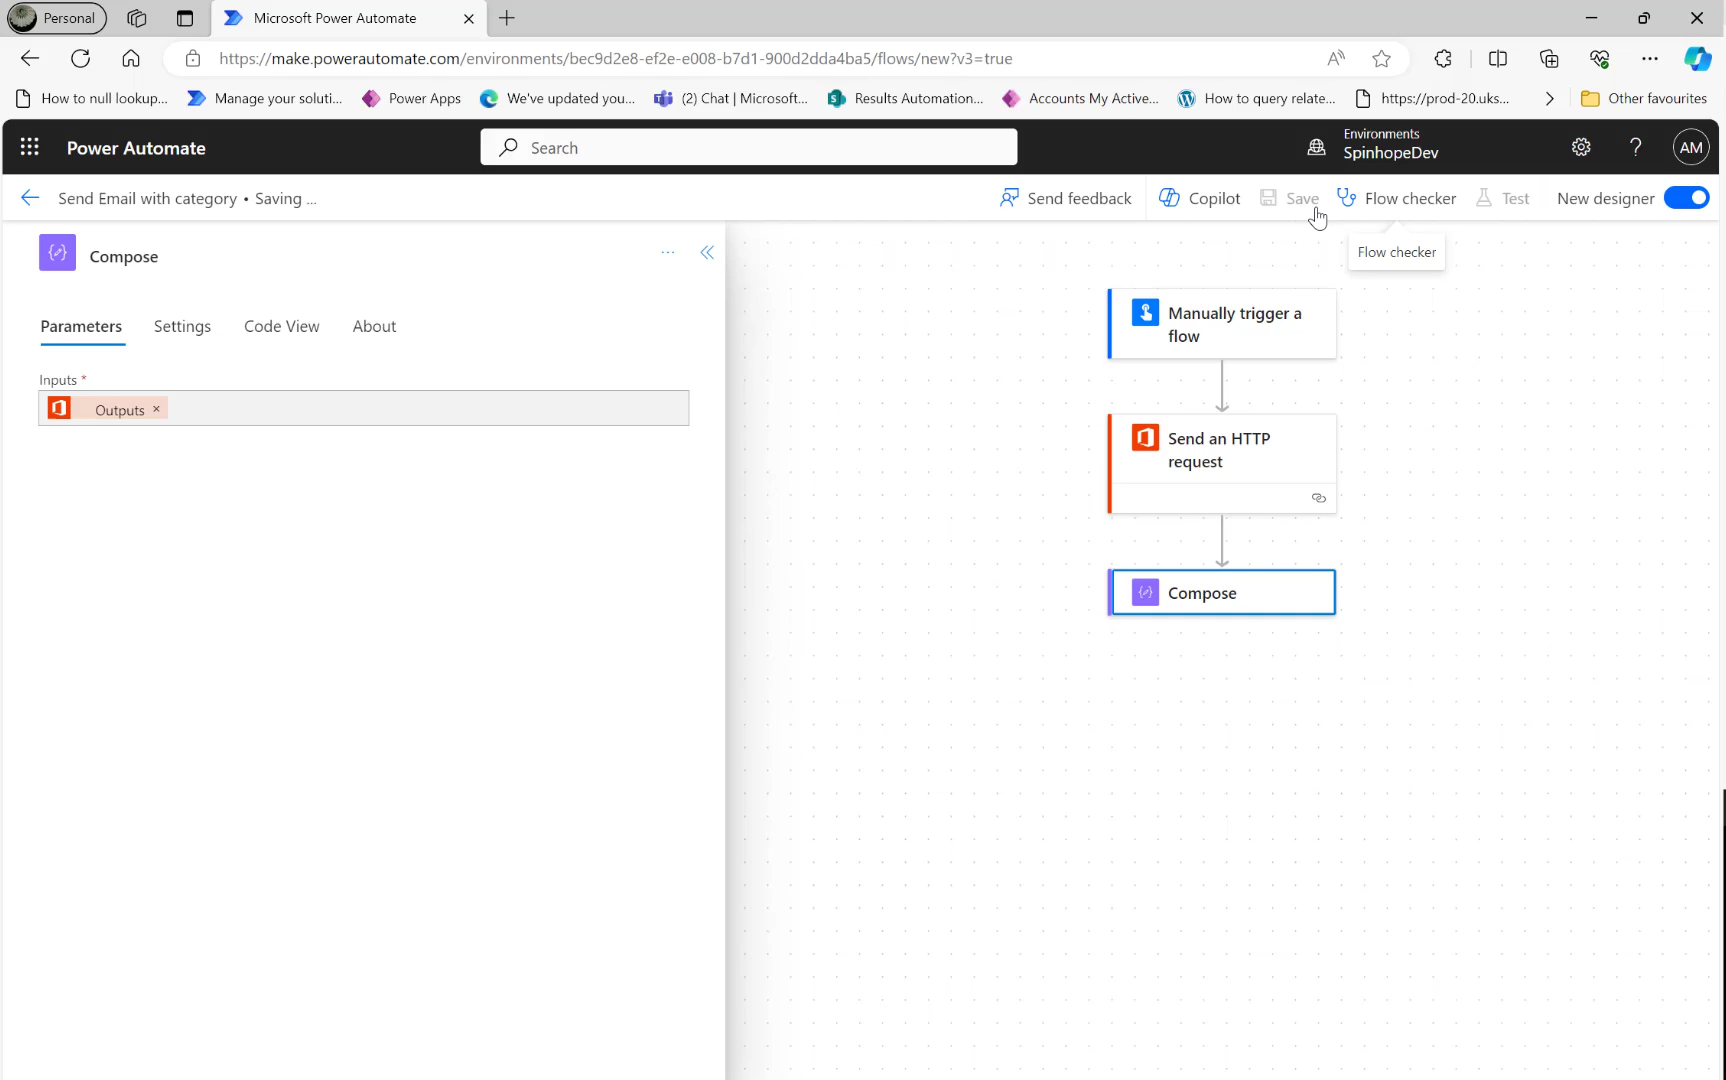 Personal
Microsoft Power Automate
https://make.powerautomate.com/environments/bec9d2e8-ef2e-e008-b7d1-900d2dda4ba5/flows/new?v3=true
How to null lookup...
Manage your soluti...
Power Apps
We've updated you...
(2) Chat | Microsoft...
Results Automation...
Accounts My Active...
How to query relate...
https://prod-20.uks...
Other favourites
Power Automate
Search
Environments
SpinhopeDev
AM
Send Email with category • Saving ...
Send feedback
Copilot
Save
Flow checker
Test
New designer
Flow checker
Compose
Parameters
Settings
Code View
About
Inputs *
Outputs
Manually trigger a
flow
Send an HTTP
request
Compose